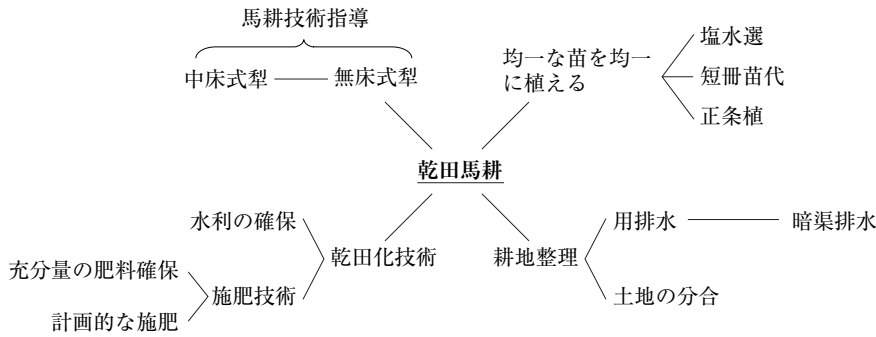 馬耕技術指導
中床式犁
無床式犁
均一な苗を均一
に植える
塩水選
短冊苗代
正条植
乾田馬耕
水利の確保
乾田化技術
施肥技術
充分量の肥料確保
計画的な施肥
耕地整理
用排水
暗渠排水
土地の分合